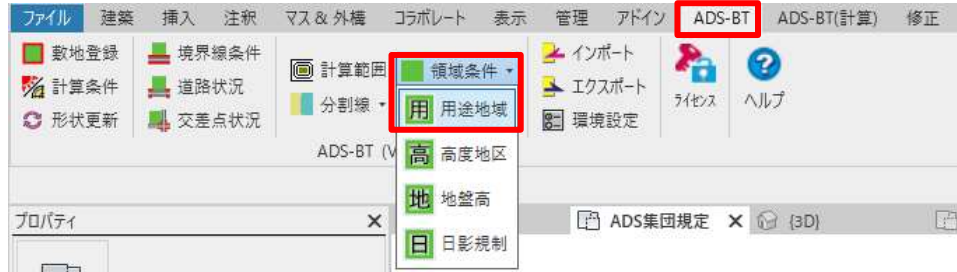 ファイル 建築 挿入 注釈 マス & 外構 コラボレート 表示 管理 アドイン ADS-BT ADS-BT(計算) 修正
敷地登録 境界線条件 計算範囲 領域条件 インポート ライセンス ヘルプ
計算条件 道路状況 分割線 用途地域 エクスポート
形状更新 交差点状況 環境設定
ADS-BT (V
用 用途地域
高 高度地区
地 地盤高
日 日影規制
プロパティ
ADS集団規定 {3D}